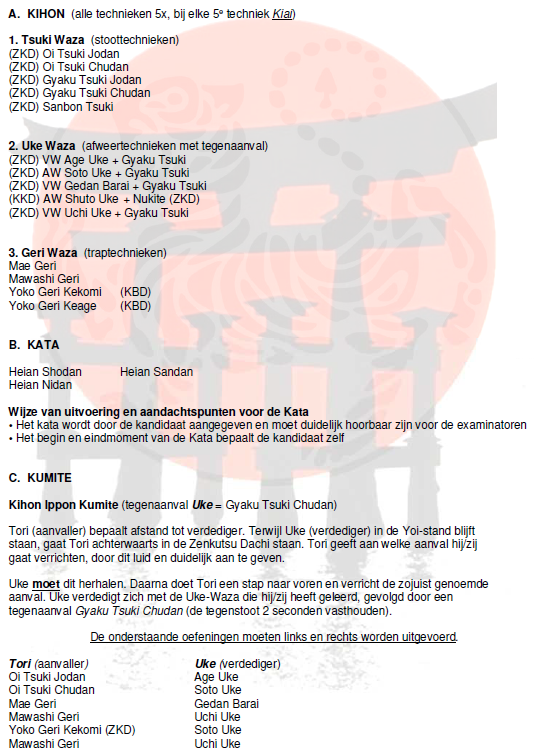 A. KIHON (alle technieken 5x, bij elke 5e techniek Kiai)
1. Tsuki Waza (stoottechnieken)
(ZKD) Oi Tsuki Jodan
(ZKD) Oi Tsuki Chudan
(ZKD) Gyaku Tsuki Jodan
(ZKD) Gyaku Tsuki Chudan
(ZKD) Sanbon Tsuki
2. Uke Waza (afweertechnieken met tegenaanval)
(ZKD) VW Age Uke + Gyaku Tsuki
(ZKD) AW Soto Uke + Gyaku Tsuki
(ZKD) VW Gedan Barai + Gyaku Tsuki
(KKD) AW Shuto Uke + Nukite (ZKD)
(ZKD) VW Uchi Uke + Gyaku Tsuki
3. Geri Waza (traptechnieken)
Mae Geri
Mawashi Geri
Yoko Geri Kekomi (KBD)
Yoko Geri Keage (KBD)
B. KATA
Heian Shodan Heian Sandan
Heian Nidan
Wijze van uitvoering en aandachtspunten voor de Kata
• Het kata wordt door de kandidaat aangegeven en moet duidelijk hoorbaar zijn voor de examinatoren
• Het begin en eindmoment van de Kata bepaalt de kandidaat zelf
C. KUMITE
Kihon Ippon Kumite (tegenaanval Uke = Gyaku Tsuki Chudan)
Tori (aanvaller) bepaalt afstand tot verdediger. Terwijl Uke (verdediger) in de Yoi-stand blijft
staan, gaat Tori achterwaarts in de Zenkutsu Dachi staan. Tori geeft aan welke aanval hij/zij
gaat verrichten, door dit luid en duidelijk aan te geven.
Uke moet dit herhalen. Daarna doet Tori een stap naar voren en verricht de zojuist genoemde
aanval. Uke verdedigt zich met de Uke-Waza die hij/zij heeft geleerd, gevolgd door een
tegenaanval Gyaku Tsuki Chudan (de tegenstoot 2 seconden vasthouden).
De onderstaande oefeningen moeten links en rechts worden uitgevoerd.
Tori (aanvaller) Uke (verdediger)
Oi Tsuki Jodan Age Uke
Oi Tsuki Chudan Soto Uke
Mae Geri Gedan Barai
Mawashi Geri Uchi Uke
Yoko Geri Kekomi (ZKD) Soto Uke
Mawashi Geri Uchi Uke